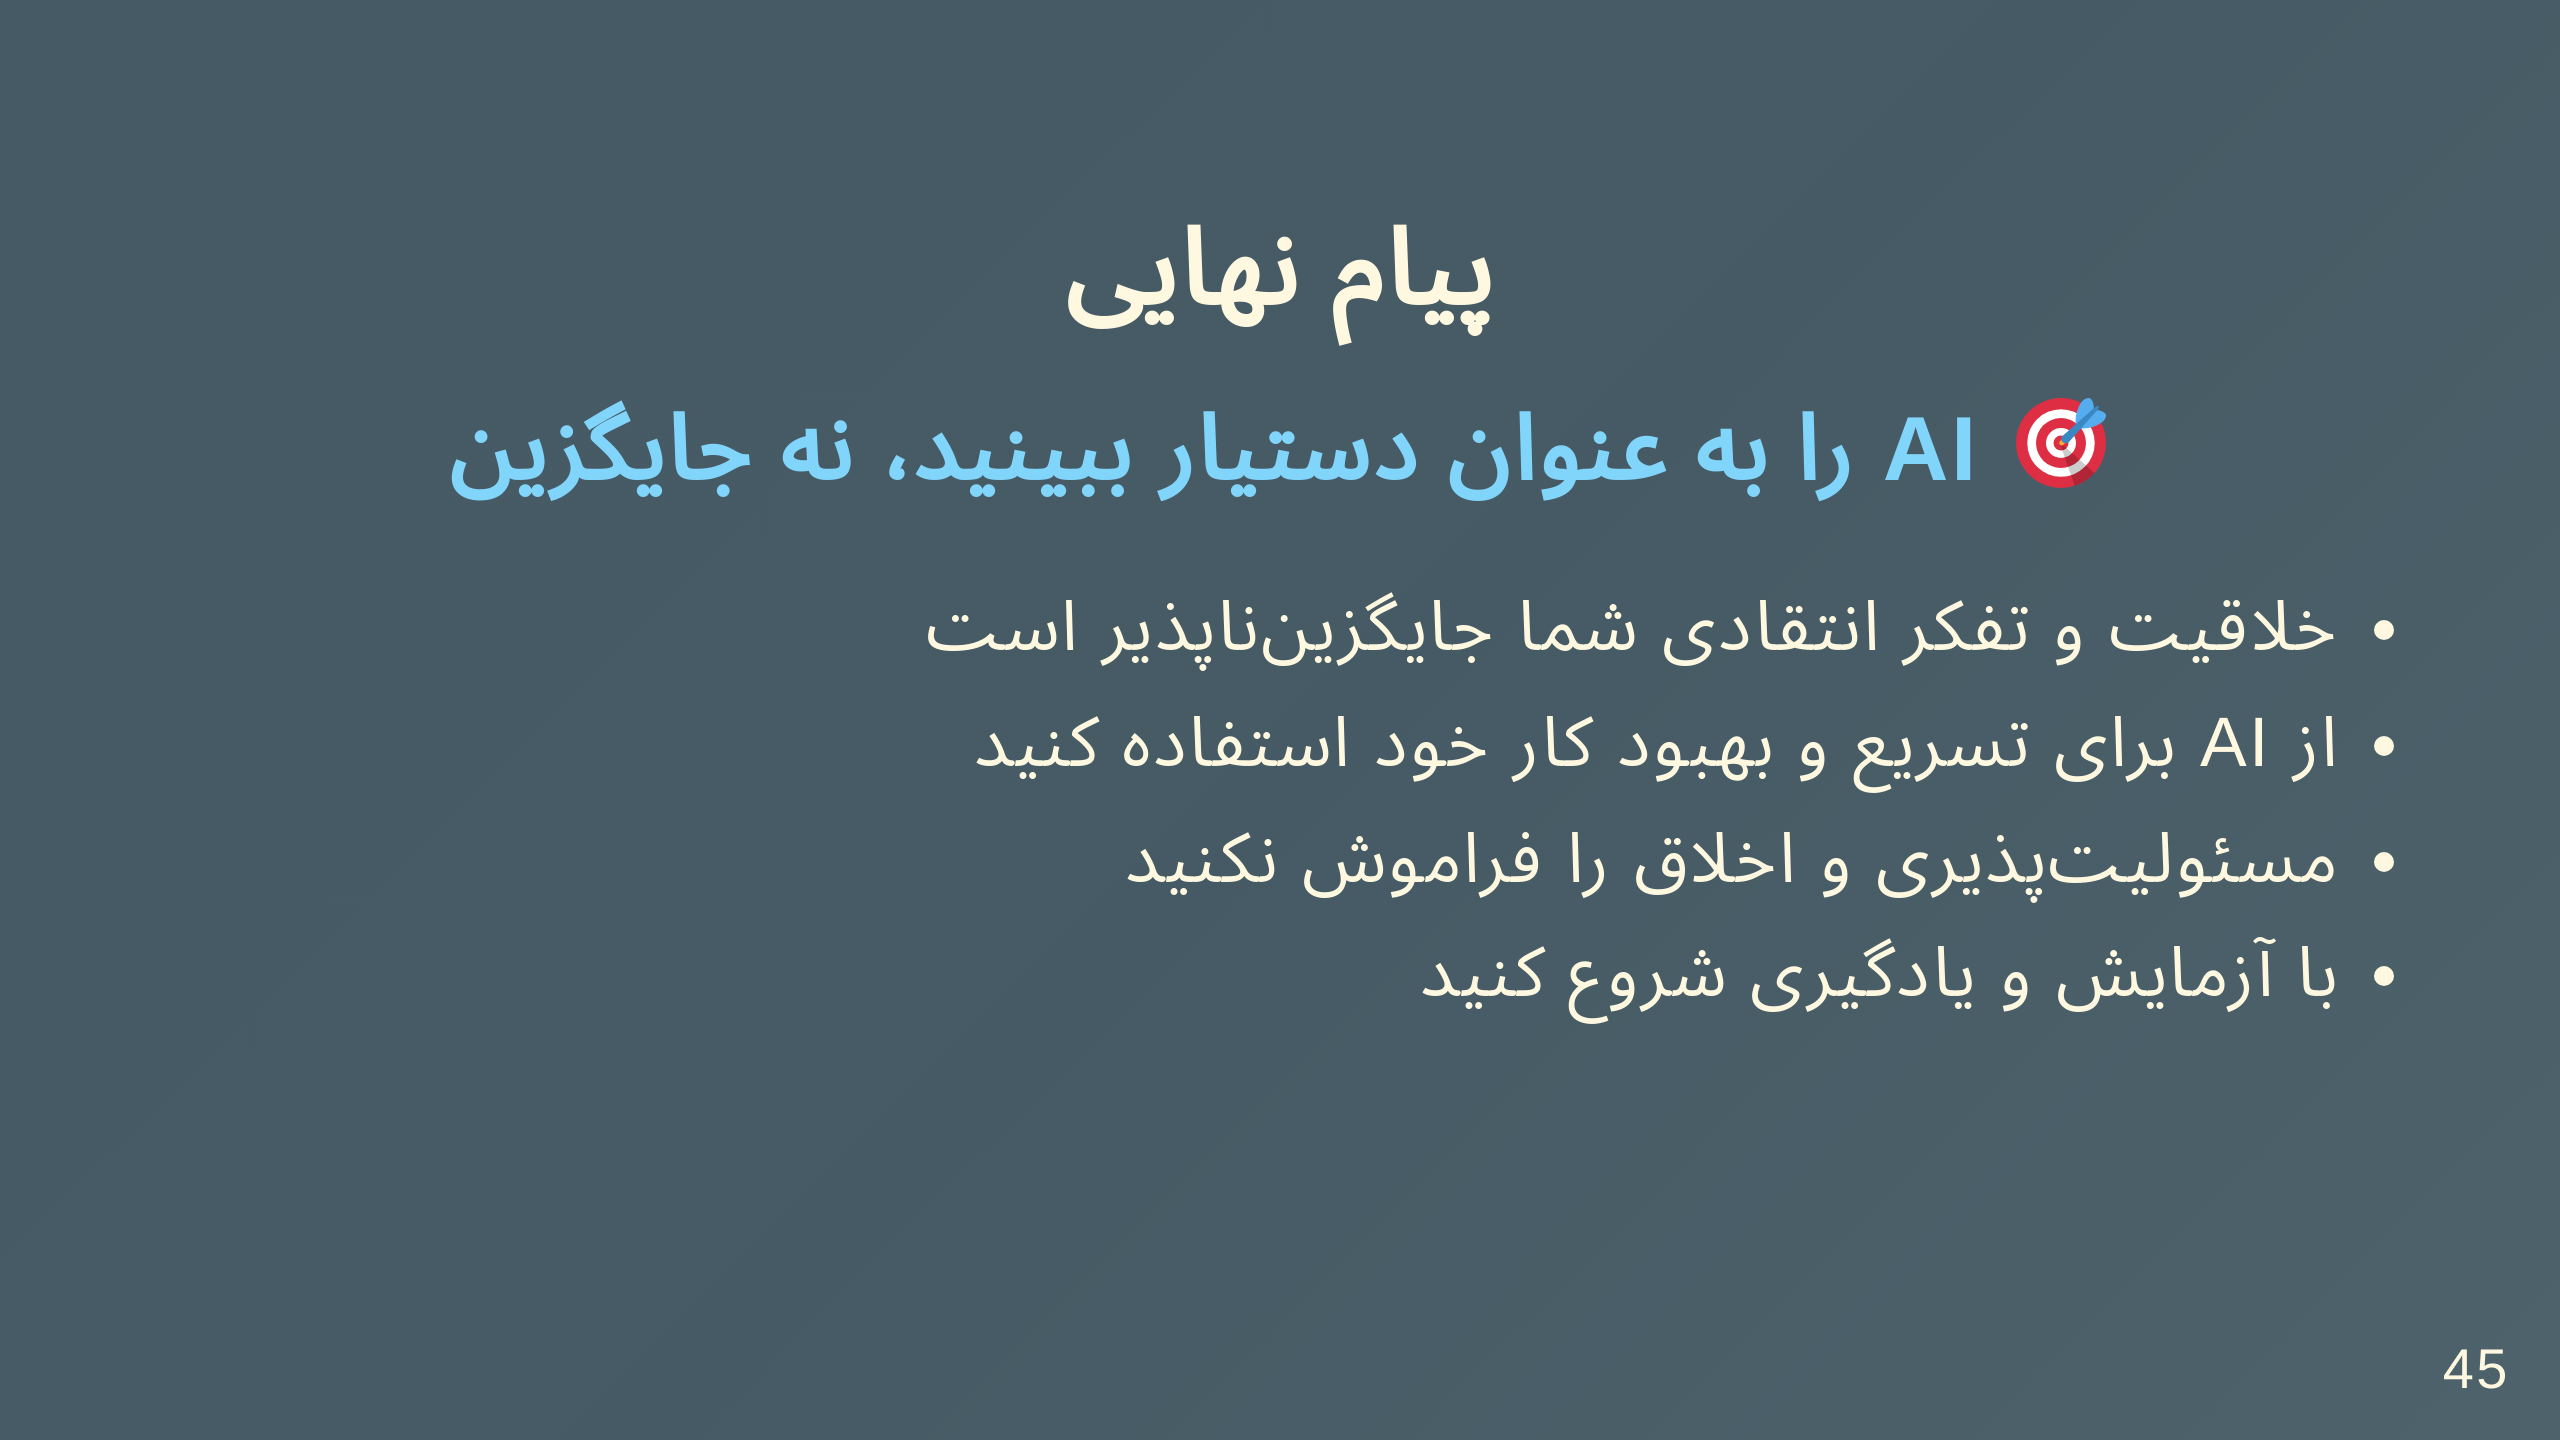 پیام نهایی
🎯 AI را به عنوان دستیار ببینید، نه جایگزین
• خلاقیت و تفکر انتقادی شما جایگزین‌ناپذیر است
• از AI برای تسریع و بهبود کار خود استفاده کنید
• مسئولیت‌پذیری و اخلاق را فراموش نکنید
• با آزمایش و یادگیری شروع کنید
45